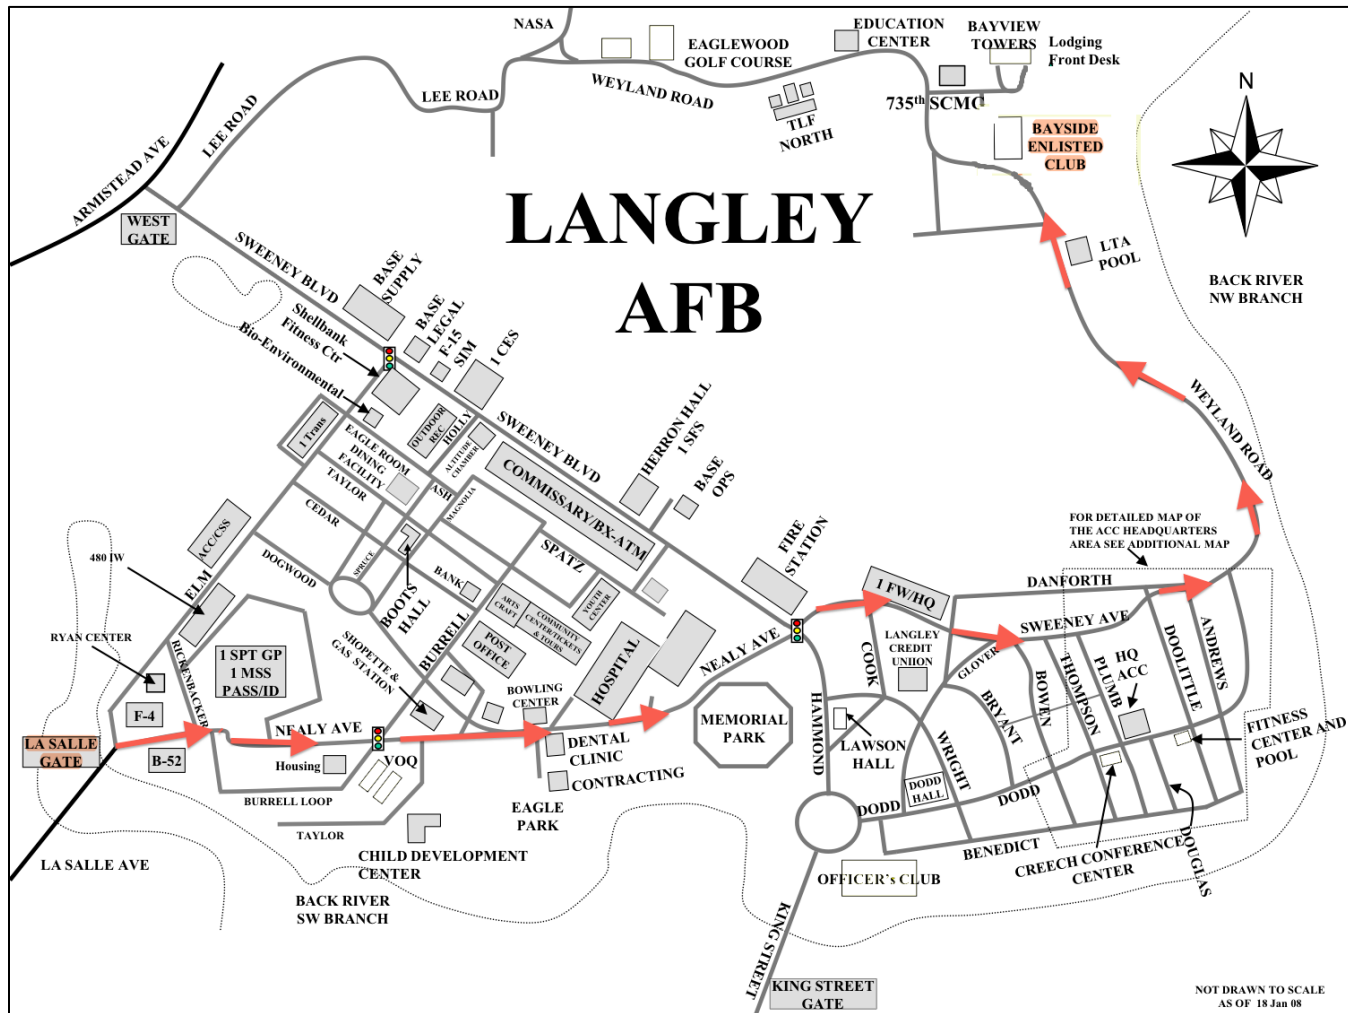 NASA
EAGLEWOOD
GOLF COURSE
EDUCATION
CENTER
BAYVIEW
TOWERS
Lodging
Front Desk
WEYLAND ROAD
LEE ROAD
LEE ROAD
735th SCMC
TLF
NORTH
BAYSIDE
ENLISTED
CLUB
N
ARMISTEAD AVE
WEST
GATE
LANGLEY
AFB
SWEENEY BLVD
BASE
SUPPLY
LTA
POOL
BACK RIVER
NW BRANCH
Shellbank
Fitness Ctr
Bio-Environmental
BASE
LEGAL
F-15
SIM
1 CES
1 Trans
OUTDOOR
REC
HOLLY
ALTITUDE
CHAMBER
SWEENEY BLVD
HERRON HALL
1 SFS
BASE
OPS
WEYLAND ROAD
EAGLE ROOM
DINING
FACILITY
TAYLOR
CEDAR
ASH
MAGNOLIA
COMMISSARY/BX-ATM
FIRE
STATION
FOR DETAILED MAP OF
THE ACC HEADQUARTERS
AREA SEE ADDITIONAL MAP
ACC/CSS
480 IW
DOGWOOD
SPRUCE
SPATZ
BANK
ELM
BOOTS
HALL
BURRELL
ARTS
CRAFT
COMMUNITY
CENTER/TICKETS
& TOURS
YOUTH
CENTER
1 FW/HQ
DANFORTH
SWEENEY AVE
RYAN CENTER
RICKENBACKER
1 SPT GP
1 MSS
PASS/ID
SHOPETTE &
GAS STATION
POST
OFFICE
HOSPITAL
NEALY AVE
COOK
LANGLEY
CREDIT
UNIION
GLOVER
BOWEN
THOMPSON
PLUMB
HQ
ACC
DOOLITTLE
ANDREWS
F-4
BOWLING
CENTER
MEMORIAL
PARK
HAMMOND
BRYANT
LA SALLE
GATE
B-52
NEALY AVE
Housing
VOQ
DENTAL
CLINIC
CONTRACTING
LAWSON
HALL
WRIGHT
FITNESS
CENTER AND
POOL
BURRELL LOOP
EAGLE
PARK
DODD
HALL
DODD
DODD
TAYLOR
CHILD DEVELOPMENT
CENTER
BENEDICT
CREECH CONFERENCE
CENTER
DOUGLAS
LA SALLE AVE
OFFICER's CLUB
BACK RIVER
SW BRANCH
KING STREET
KING STREET
GATE
NOT DRAWN TO SCALE
AS OF 18 Jan 08